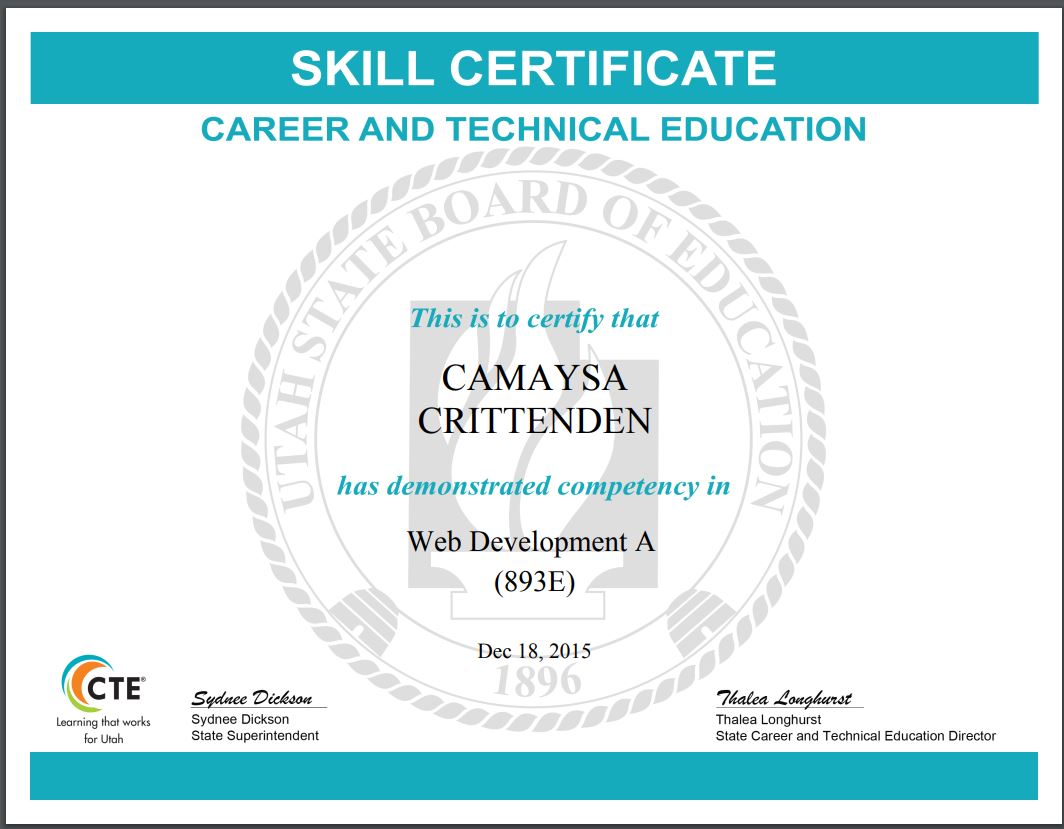 SKILL CERTIFICATE
CAREER AND TECHNICAL EDUCATION
UTAH STATE BOARD OF EDUCATION
This is to certify that
CAMAYSA
CRITTENDEN
has demonstrated competency in
Web Development A
(893E)
Dec 18, 2015
1896
CTE®
Learning that works
for Utah
Sydnee Dickson
Sydnee Dickson
State Superintendent
Thalea Longhurst
Thalea Longhurst
State Career and Technical Education Director